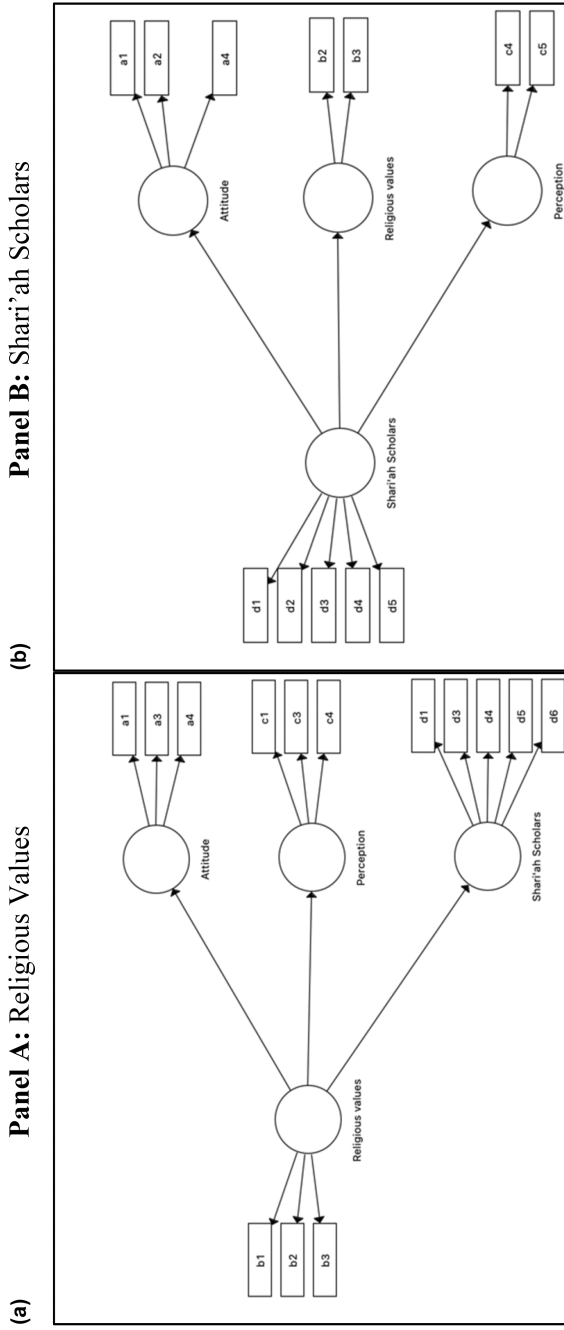 (a)
Panel A: Religious Values
a1
a3
a4
Attitude
c1
c3
c4
Perception
b1
b2
b3
Religious values
d1
d3
d4
d5
d6
Shari'ah Scholars
(b)
Panel B: Shari’ah Scholars
a1
a2
a4
Attitude
b2
b3
Religious values
d1
d2
d3
d4
d5
Shari'ah Scholars
c4
c5
Perception